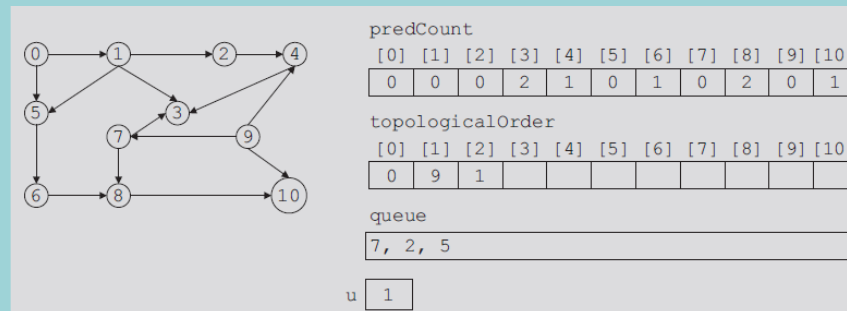 predCount
[0] [1] [2] [3] [4] [5] [6] [7] [8] [9] [10
0 0 0 2 1 0 1 0 2 0 1
topologicalOrder
[0] [1] [2] [3] [4] [5] [6] [7] [8] [9] [10
0 9 1
queue
7, 2, 5
u 1
0 1 2 4
5 3
7 9
6 8 10